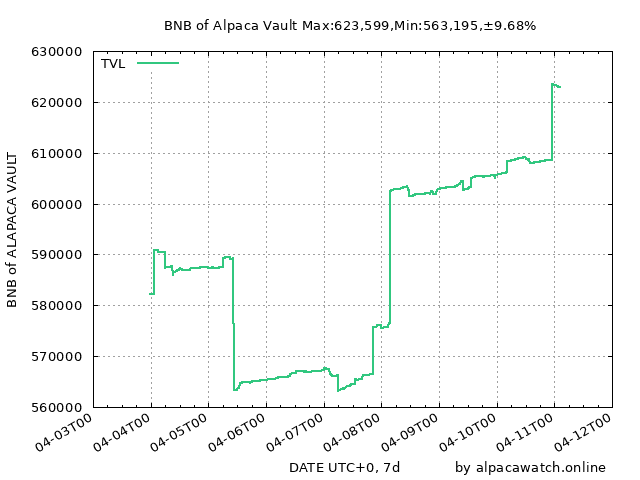 BNB of Alpaca Vault Max:623,599,Min:563,195,±9.68%
TVL
630000
620000
610000
600000
590000
580000
570000
560000
BNB of ALAPACA VAULT
04-03T00
04-04T00
04-05T00
04-06T00
04-07T00
04-08T00
04-09T00
04-10T00
04-11T00
04-12T00
DATE UTC+0, 7d
by alpacawatch.online